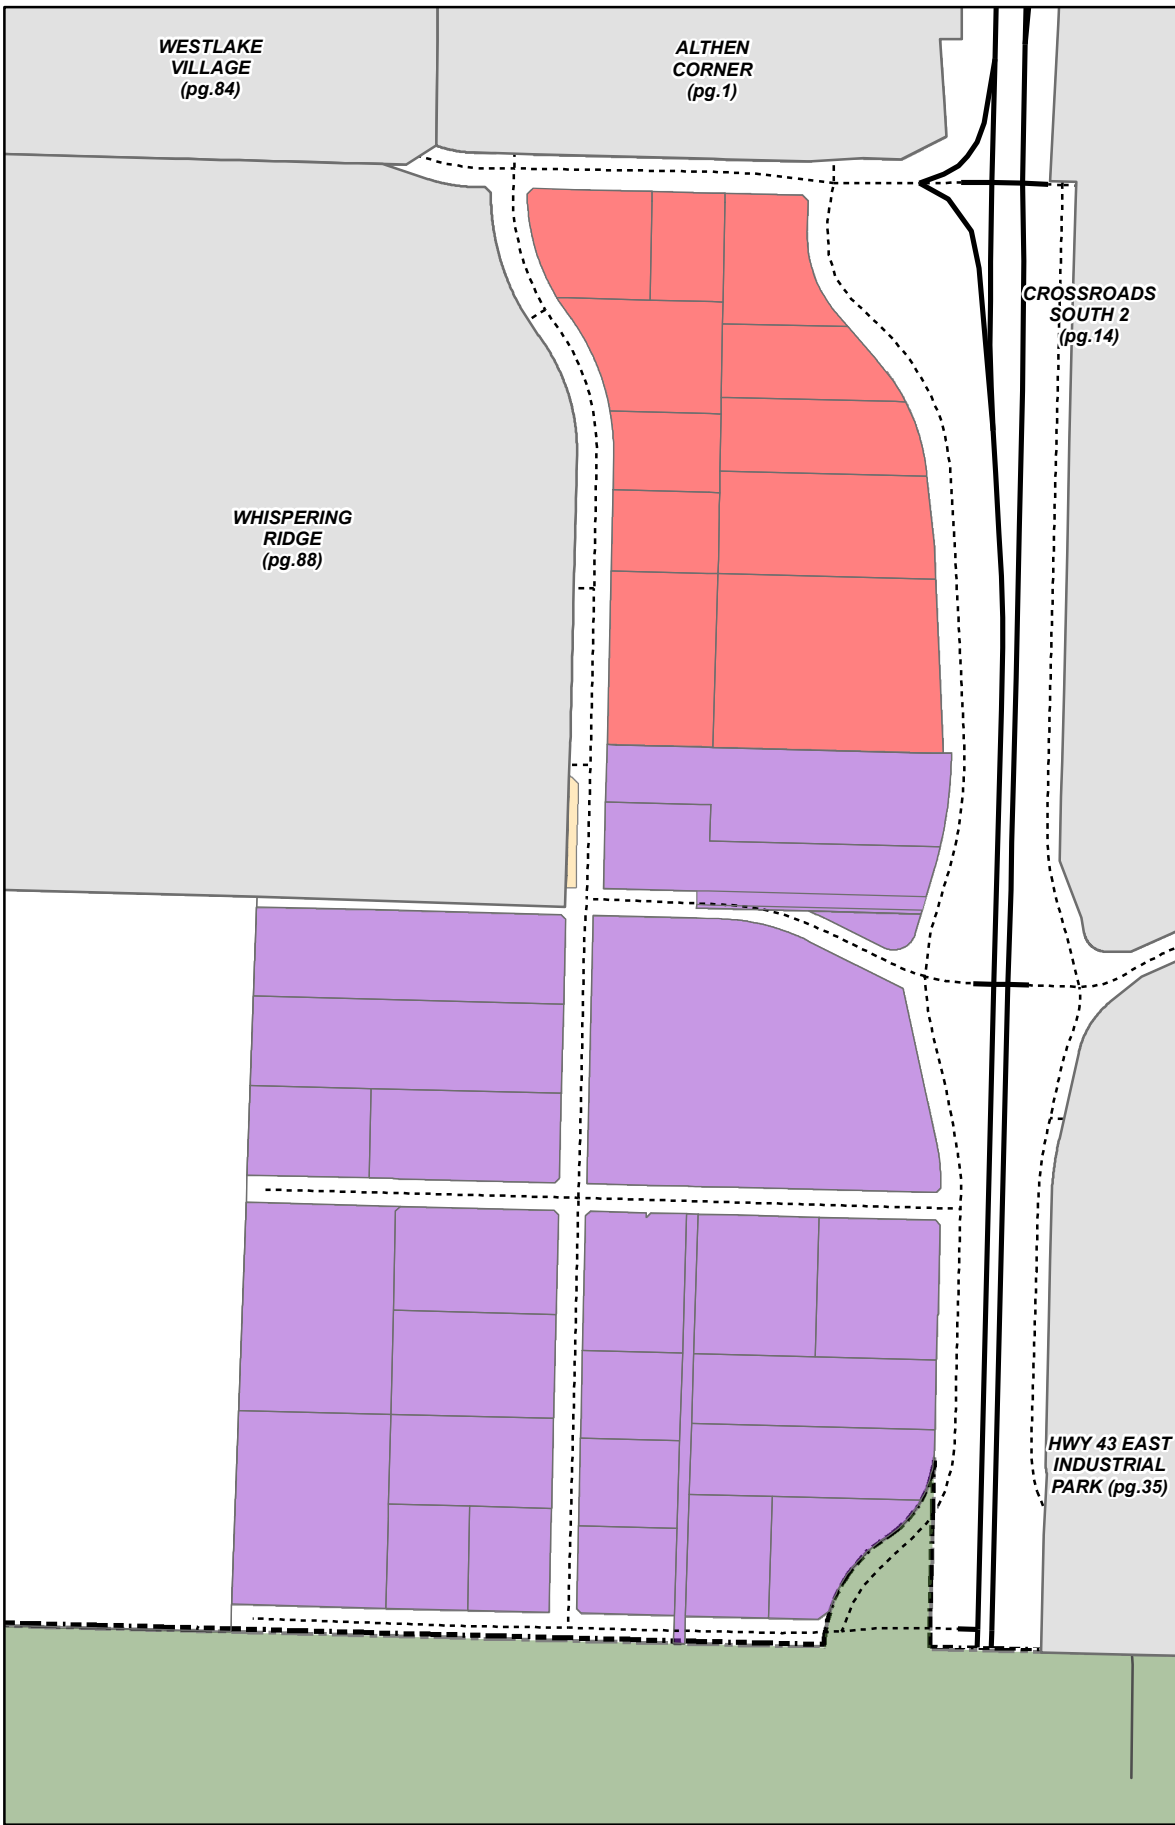 WESTLAKE
VILLAGE
(pg.84)
ALTHEN
CORNER
(pg.1)
CROSSROADS
SOUTH 2
(pg.14)
WHISPERING
RIDGE
(pg.88)
HWY 43 EAST
INDUSTRIAL
PARK (pg.35)